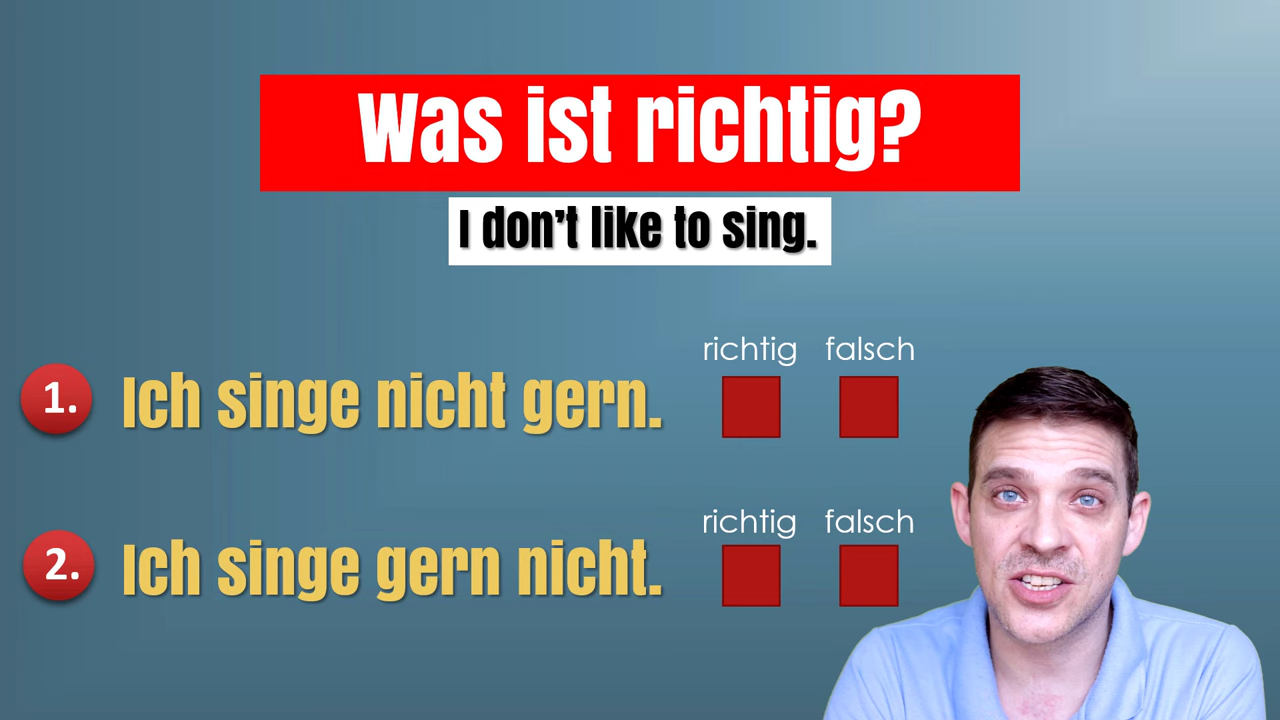 Was ist richtig?
I don't like to sing.
richtig falsch
1. Ich singe nicht gern.
richtig falsch
2. Ich singe gern nicht.